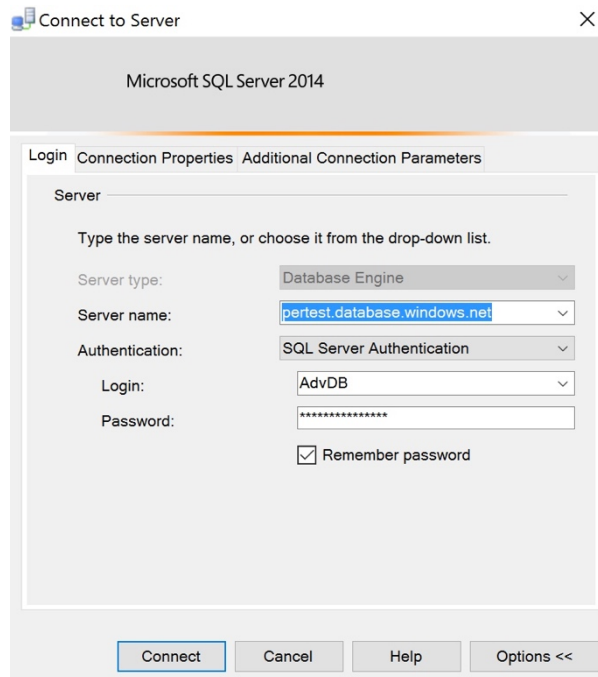 Connect to Server
Microsoft SQL Server 2014
Login Connection Properties Additional Connection Parameters
Server
Type the server name, or choose it from the drop-down list.
Server type: Database Engine
Server name: pertest.database.windows.net
Authentication: SQL Server Authentication
Login: AdvDB
Password: ***************
Remember password
Connect Cancel Help Options <<